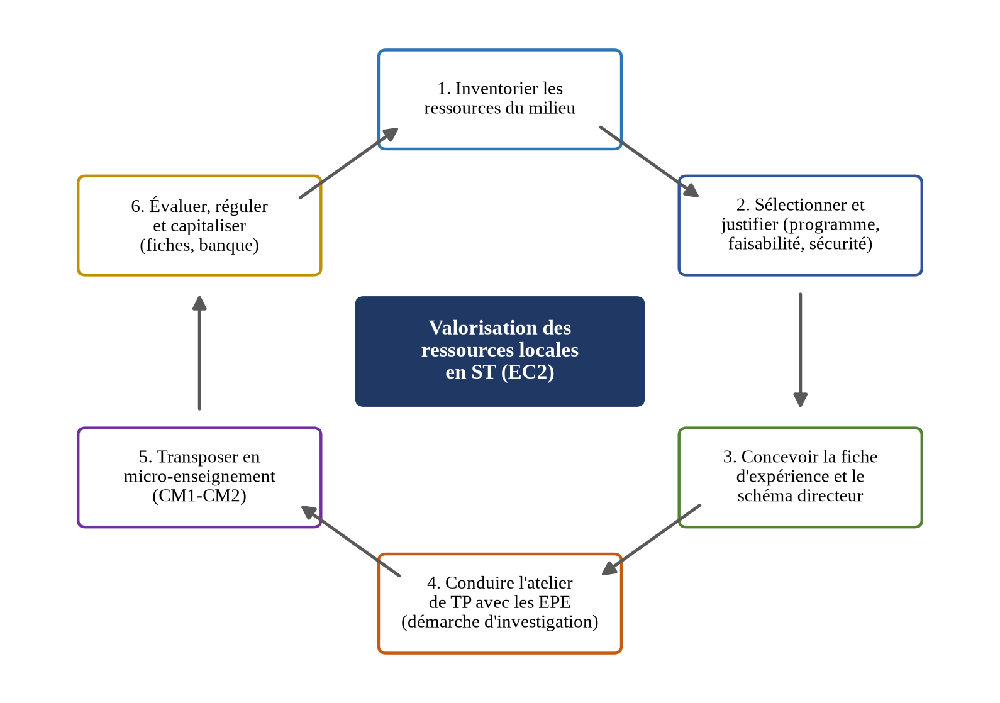 1. Inventorier les
ressources du milieu
2. Sélectionner et
justifier (programme,
faisabilité, sécurité)
3. Concevoir la fiche
d'expérience et le
schéma directeur
4. Conduire l'atelier
de TP avec les EPE
(démarche d'investigation)
5. Transposer en
micro-enseignement
(CM1-CM2)
6. Évaluer, réguler
et capitaliser
(fiches, banque)
Valorisation des
ressources locales
en ST (EC2)